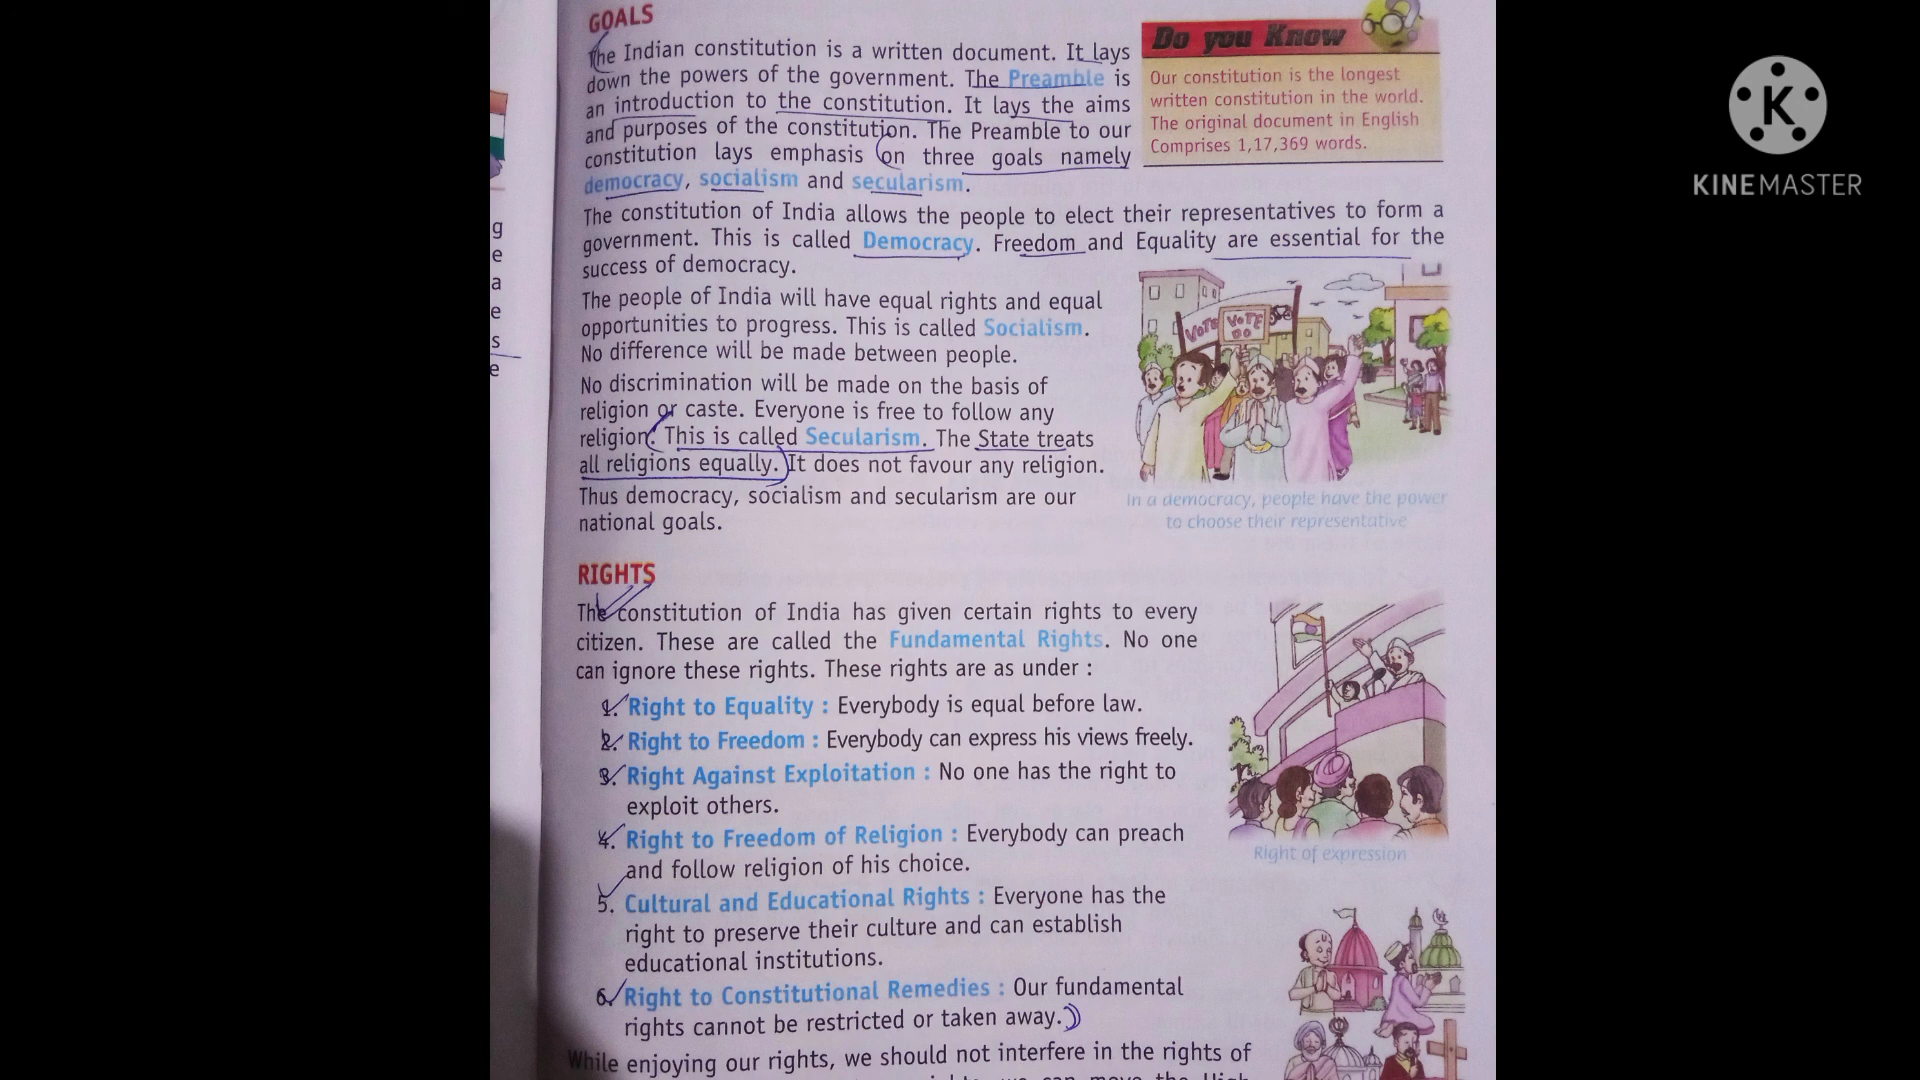 GOALS
The Indian constitution is a written document. It lays
down the powers of the government. The Preamble is
an introduction to the constitution. It lays the aims
and purposes of the constitution. The Preamble to our
constitution lays emphasis on three goals namely
democracy, socialism and secularism.
Do you Know
Our constitution is the longest
written constitution in the world.
The original document in English
Comprises 1,17,369 words.
KINEMASTER
g
e
a
e
s
e
The constitution of India allows the people to elect their representatives to form a
government. This is called Democracy. Freedom and Equality are essential for the
success of democracy.
The people of India will have equal rights and equal
opportunities to progress. This is called Socialism.
No difference will be made between people.
No discrimination will be made on the basis of
religion or caste. Everyone is free to follow any
religion. This is called Secularism. The State treats
all religions equally. It does not favour any religion.
Thus democracy, socialism and secularism are our
national goals.
VOTE
VOTE
DO
In a democracy, people have the power
to choose their representative
RIGHTS
The constitution of India has given certain rights to every
citizen. These are called the Fundamental Rights. No one
can ignore these rights. These rights are as under :
1. Right to Equality : Everybody is equal before law.
2. Right to Freedom : Everybody can express his views freely.
3. Right Against Exploitation : No one has the right to
exploit others.
4. Right to Freedom of Religion : Everybody can preach
and follow religion of his choice.
5. Cultural and Educational Rights : Everyone has the
right to preserve their culture and can establish
educational institutions.
6. Right to Constitutional Remedies : Our fundamental
rights cannot be restricted or taken away.
Right of expression
While enjoying our rights, we should not interfere in the rights of
we can move the High